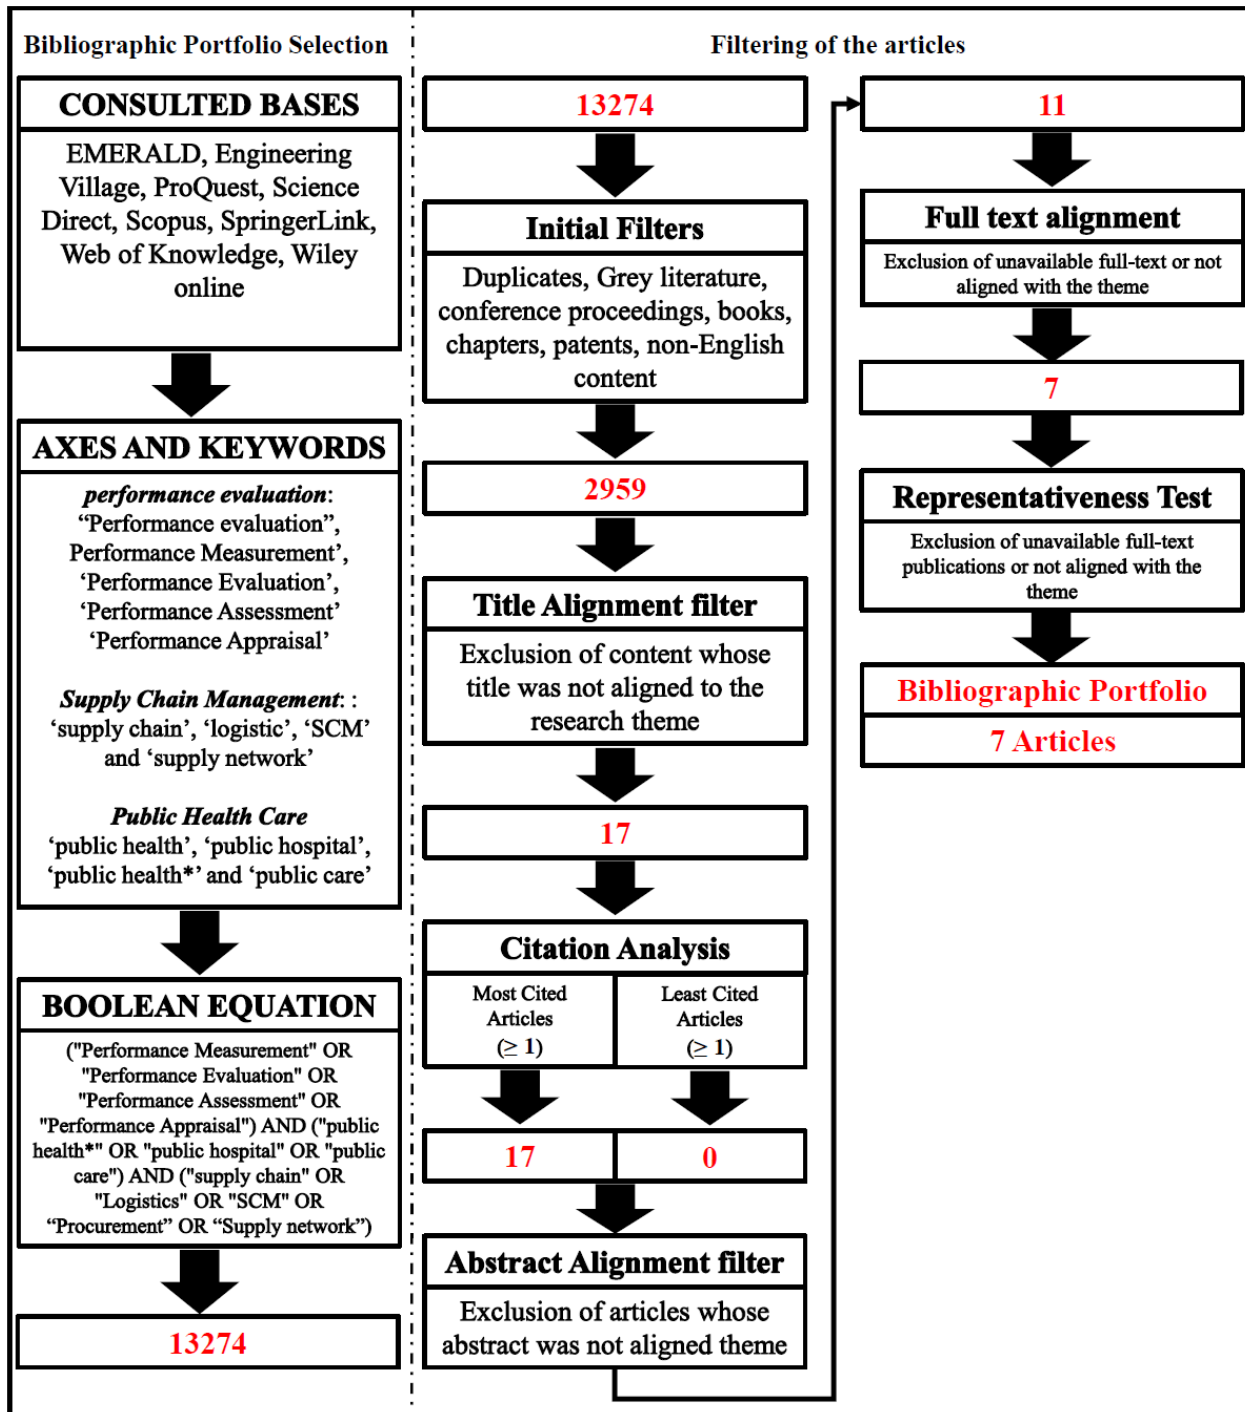 Bibliographic Portfolio Selection
CONSULTED BASES
EMERALD, Engineering
Village, ProQuest, Science
Direct, Scopus, SpringerLink,
Web of Knowledge, Wiley
online
AXES AND KEYWORDS
performance evaluation:
“Performance evaluation”,
Performance Measurement’,
‘Performance Evaluation’,
‘Performance Assessment’
‘Performance Appraisal’
Supply Chain Management: :
‘supply chain’, ‘logistic’, ‘SCM’
and ‘supply network’
Public Health Care
‘public health’, ‘public hospital’,
‘public health*’ and ‘public care’
BOOLEAN EQUATION
("Performance Measurement" OR
"Performance Evaluation" OR
"Performance Assessment" OR
"Performance Appraisal") AND ("public
health*" OR "public hospital" OR "public
care") AND ("supply chain" OR
"Logistics" OR "SCM" OR
“Procurement” OR “Supply network”)
13274
Filtering of the articles
13274
Initial Filters
Duplicates, Grey literature,
conference proceedings, books,
chapters, patents, non-English
content
2959
Title Alignment filter
Exclusion of content whose
title was not aligned to the
research theme
17
Citation Analysis
Most Cited
Articles
(≥ 1)
Least Cited
Articles
(≥ 1)
17
0
Abstract Alignment filter
Exclusion of articles whose
abstract was not aligned theme
11
Full text alignment
Exclusion of unavailable full-text or not
aligned with the theme
7
Representativeness Test
Exclusion of unavailable full-text
publications or not aligned with the
theme
Bibliographic Portfolio
7 Articles